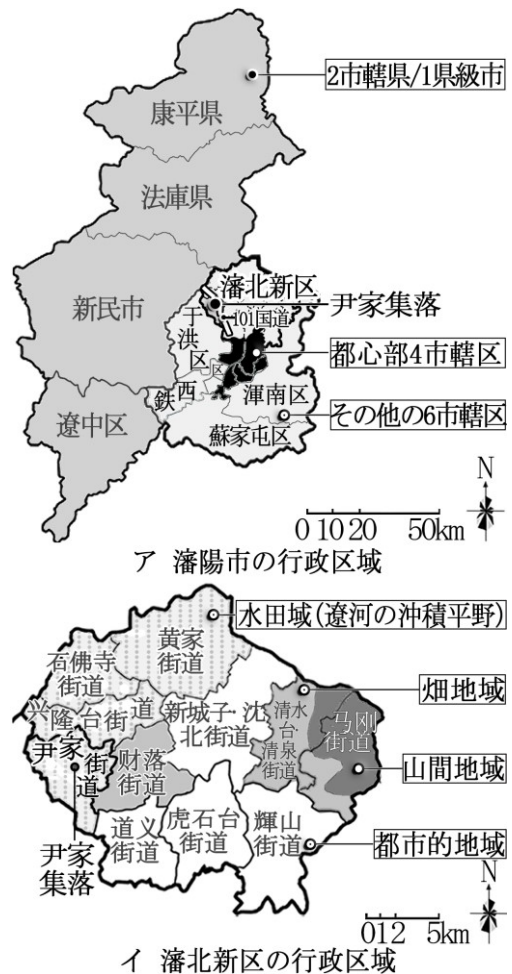 2市轄県/1県級市
康平県
法庫県
新民市
瀋北新区
尹家集落
101国道
于洪区
都心部4市轄区
区
鉄西
渾南区
その他の6市轄区
遼中区
蘇家屯区
N
0 10 20 50km
ア 瀋陽市の行政区域
水田域(遼河の沖積平野)
黄家
街道
石佛寺
街道
畑地域
兴隆台街道
新城子・沈
北街道
清水
台
清泉
街道
马刚
街道
尹家
街道
财落
街道
山間地域
道义
街道
虎石台
街道
輝山
街道
都市的地域
尹家
集落
N
012 5km
イ 瀋北新区の行政区域